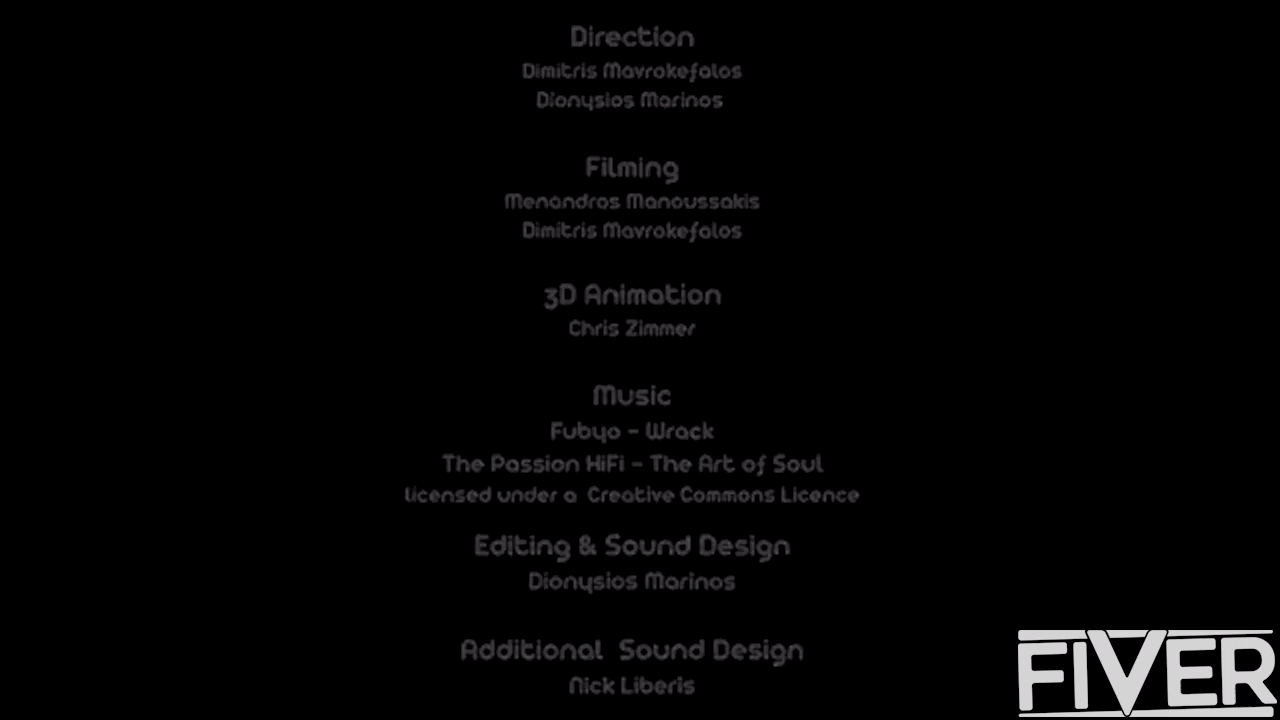 Direction
Dimitris Mavrokefalos
Dionysios Marinos
Filming
Menandros Manoussakis
Dimitris Mavrokefalos
3D Animation
Chris Zimmer
Music
Fubyo - Wrack
The Passion HiFi - The Art of Soul
licensed under a Creative Commons Licence
Editing & Sound Design
Dionysios Marinos
Additional Sound Design
Nick Liberis
FIVER